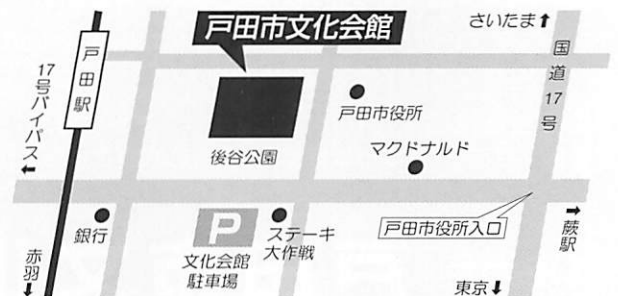 戸田市文化会館
さいたま↑
国道17号
戸田駅
17号バイパス
←
戸田市役所
後谷公園
マクドナルド
銀行
P
文化会館
駐車場
ステーキ
大作戦
戸田市役所入口
→
蕨駅
赤羽
↓
東京↓